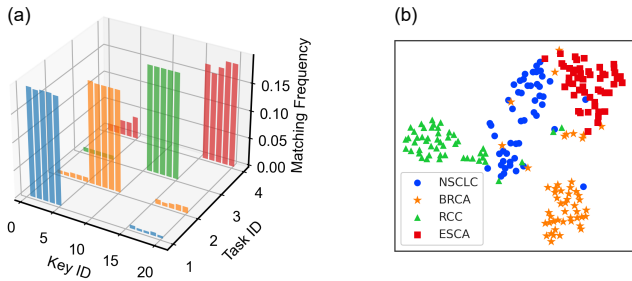 (a)
0.15
0.10
0.05
0.00
Matching Frequency
0
5
10
15
20
Key ID
1
2
3
4
Task ID
(b)
NSCLC
BRCA
RCC
ESCA